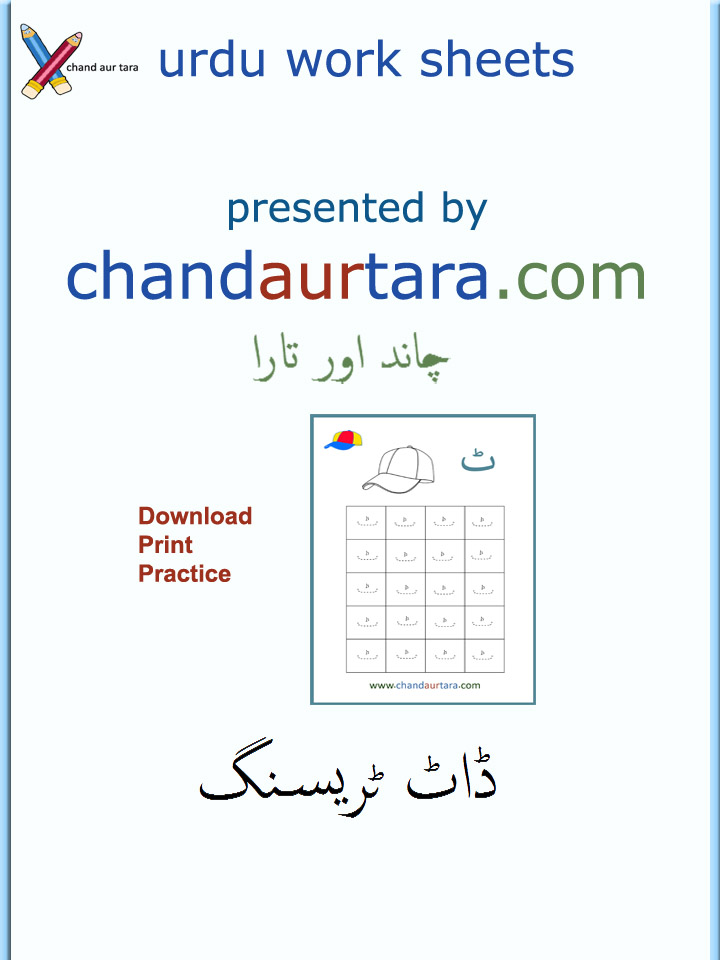 chand aur tara
urdu work sheets
presented by
chandaurtara.com
چاند اور تارا
Download
Print
Practice
ٹ
ٹ ٹ ٹ ٹ
ٹ ٹ ٹ ٹ
ٹ ٹ ٹ ٹ
ٹ ٹ ٹ ٹ
ٹ ٹ ٹ ٹ
www.chandaurtara.com
ڈاٹ ٹریسنگ